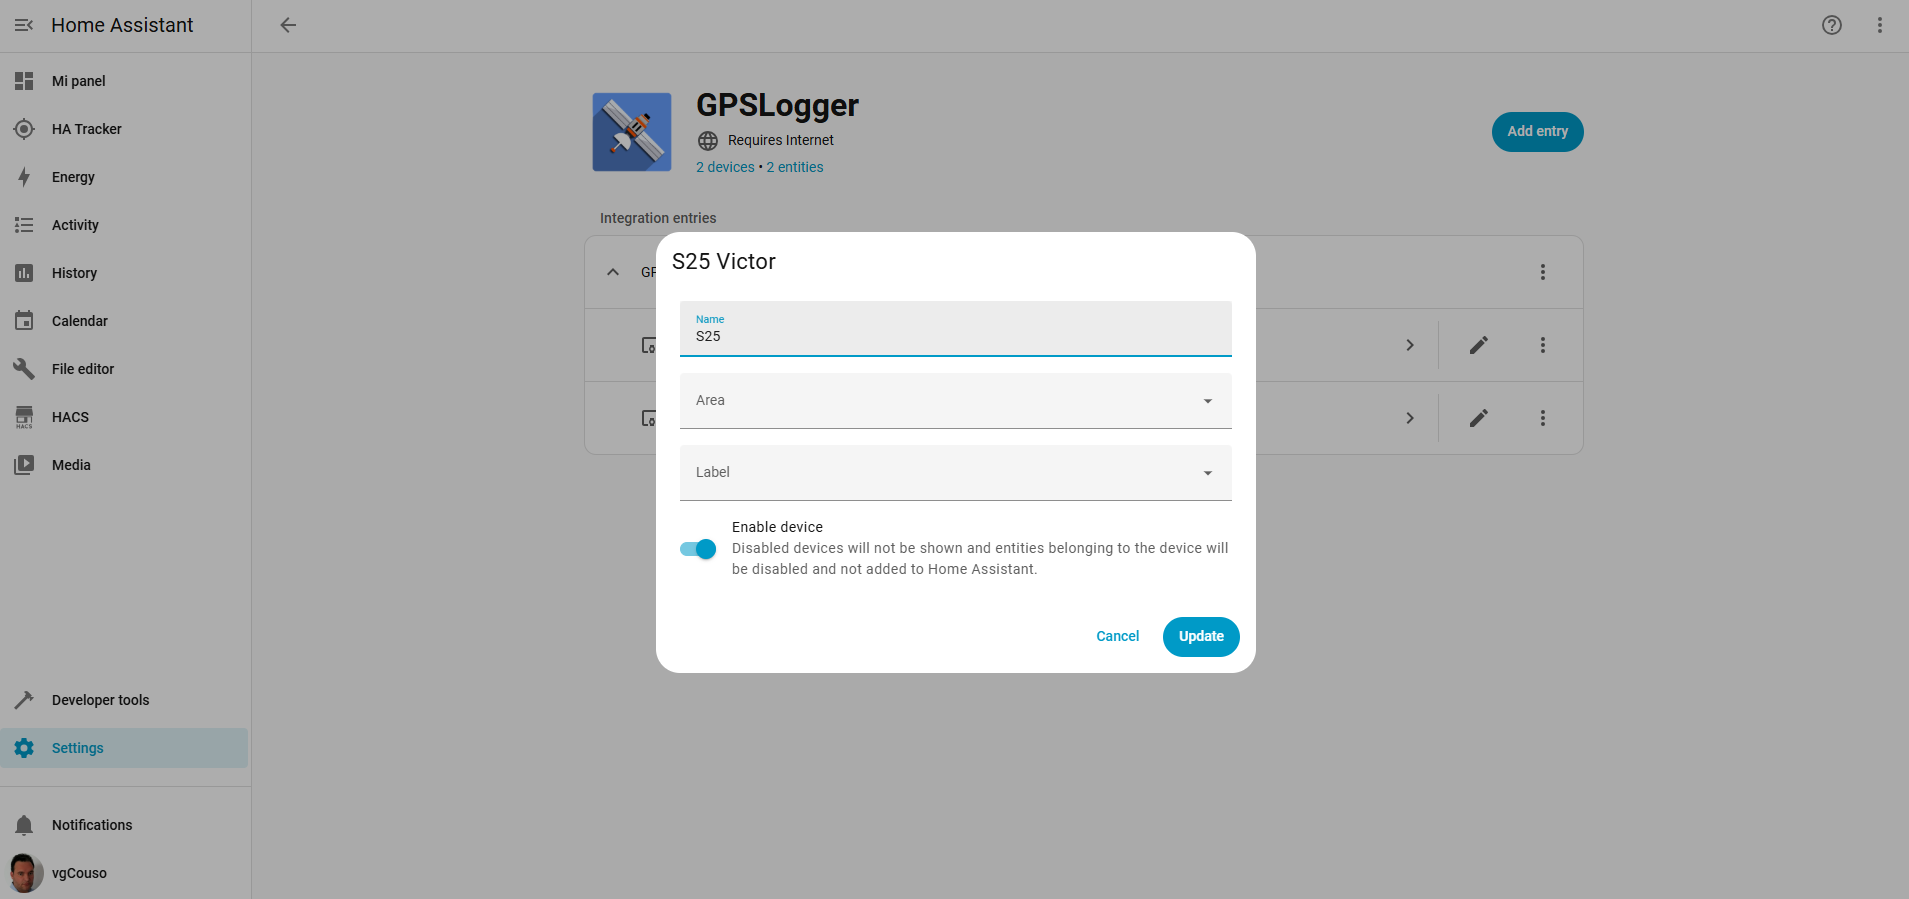 Home Assistant
Mi panel
HA Tracker
Energy
Activity
History
Calendar
File editor
HACS
HACS
Media
Developer tools
Settings
Notifications
vgCouso
GPSLogger
Requires Internet
2 devices • 2 entities
Add entry
Integration entries
S25 Victor
Name
S25
Area
Label
Enable device
Disabled devices will not be shown and entities belonging to the device will
be disabled and not added to Home Assistant.
Cancel
Update